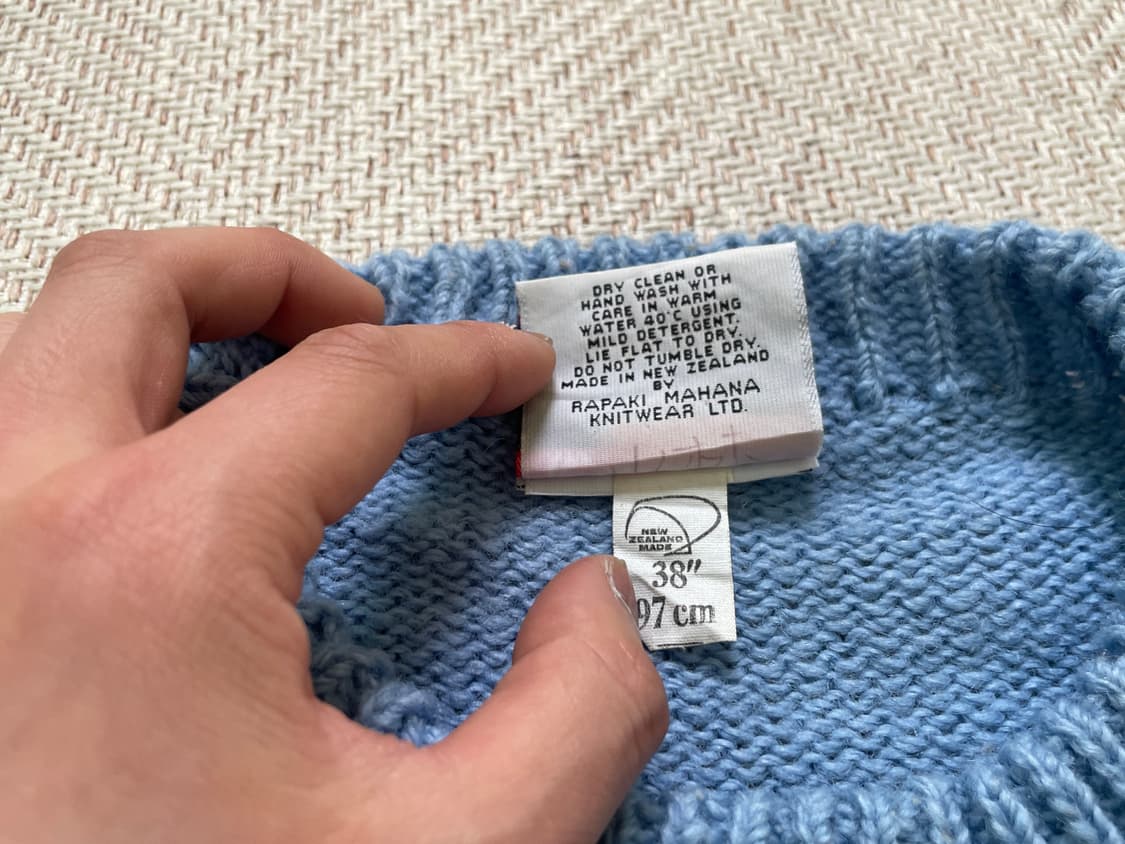 DRY CLEAN OR
HAND WASH WITH
CARE IN WARM
WATER 40°C USING
MILD DETERGENT.
LIE FLAT TO DRY.
DO NOT TUMBLE DRY.
MADE IN NEW ZEALAND
BY
RAPAKI MAHANA
KNITWEAR LTD.
NEW
ZEALAND
MADE
38"
97 cm